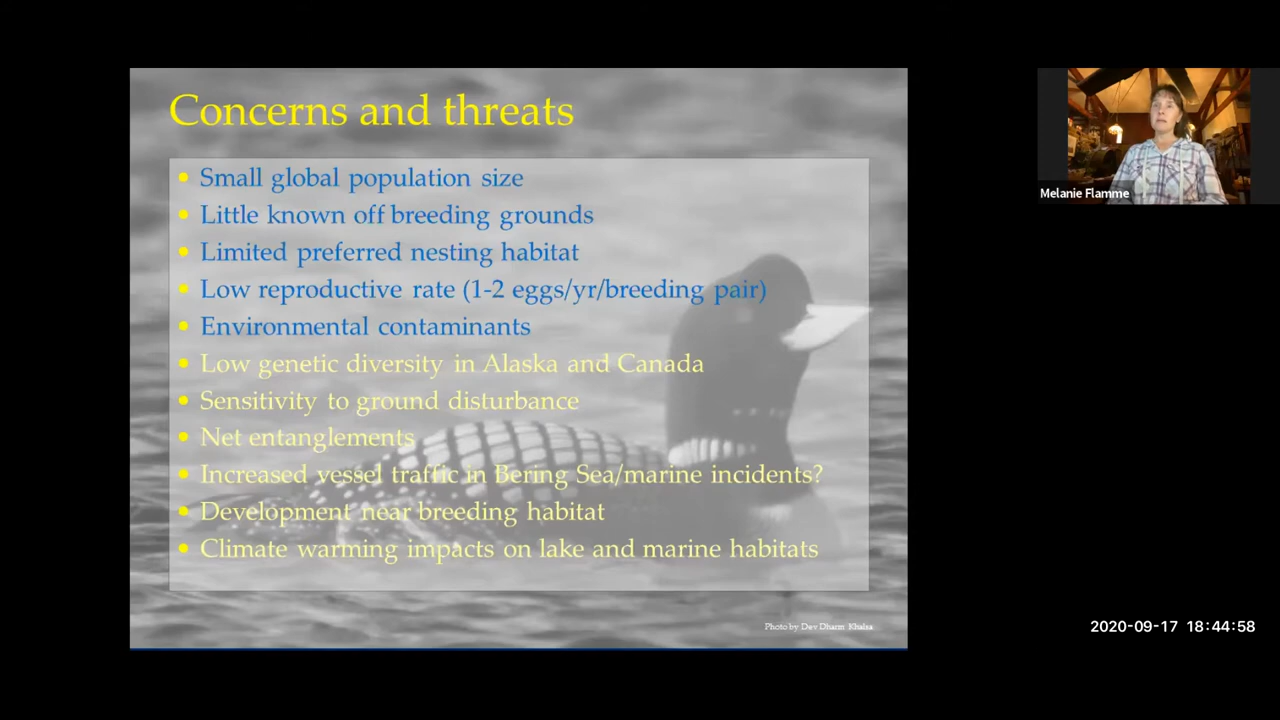 Concerns and threats
Small global population size
Little known off breeding grounds
Limited preferred nesting habitat
Low reproductive rate (1-2 eggs/yr/breeding pair)
Environmental contaminants
Low genetic diversity in Alaska and Canada
Sensitivity to ground disturbance
Net entanglements
Increased vessel traffic in Bering Sea/marine incidents?
Development near breeding habitat
Climate warming impacts on lake and marine habitats
Photo by Dev Dharm Khalsa
Melanie Flamme
2020-09-17 18:44:58